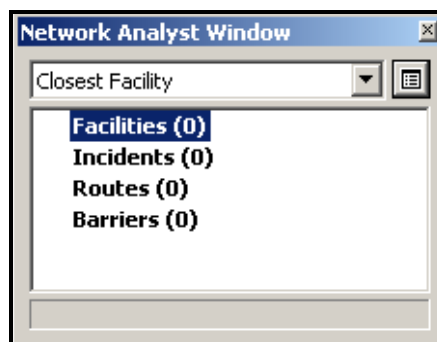 Network Analyst Window
Closest Facility
Facilities (0)
Incidents (0)
Routes (0)
Barriers (0)